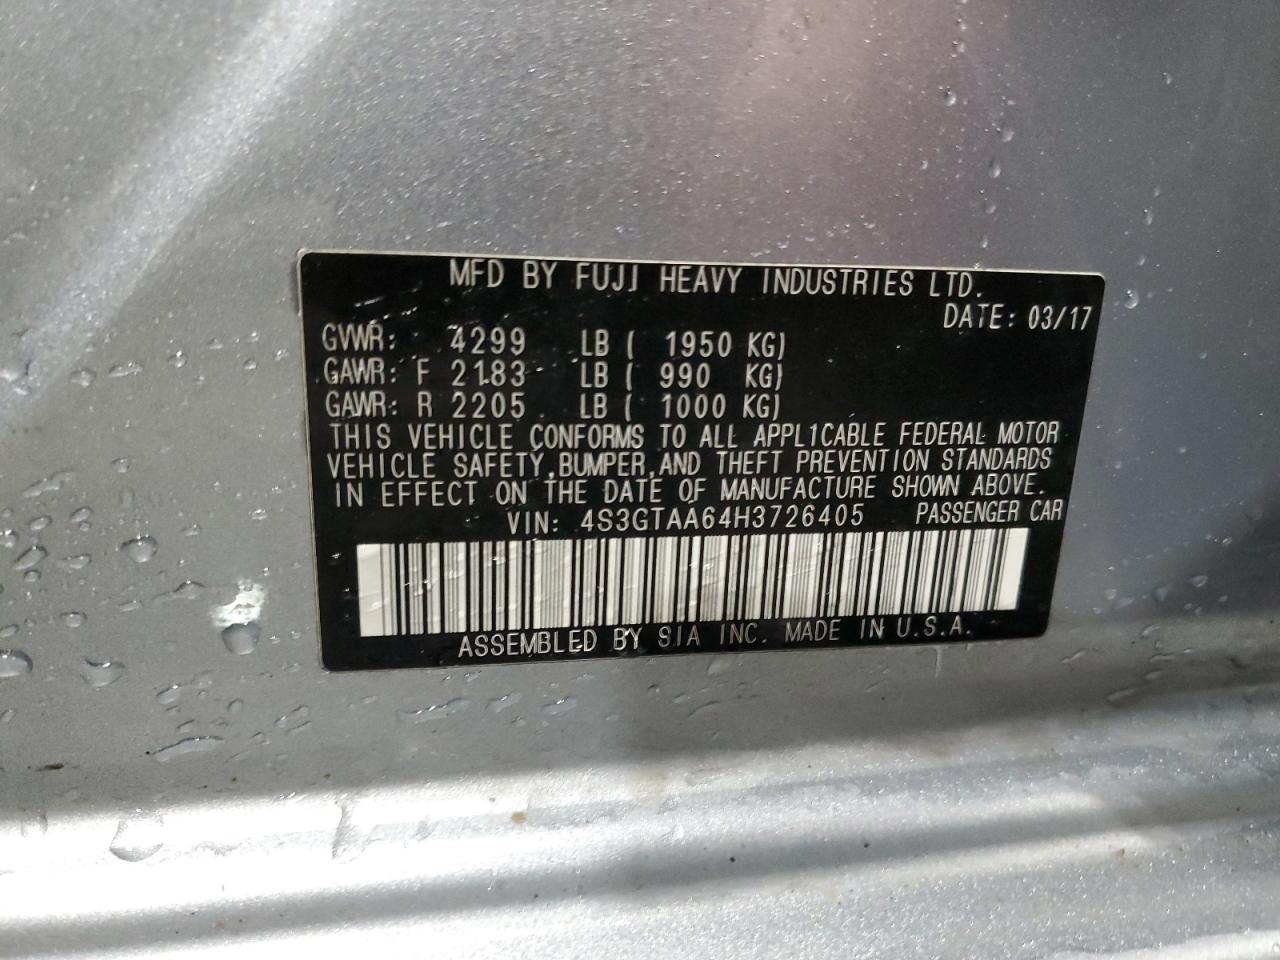 MFD BY FUJI HEAVY INDUSTRIES LTD.
DATE: 03/17
GVWR: 4299 LB ( 1950 KG)
GAWR: F 2183 LB ( 990 KG)
GAWR: R 2205 LB ( 1000 KG)
THIS VEHICLE CONFORMS TO ALL APPL1CABLE FEDERAL MOTOR
VEHICLE SAFETY,BUMPER,AND THEFT PREVENTION STANDARDS
IN EFFECT ON THE DATE OF MANUFACTURE SHOWN ABOVE.
VIN: 4S3GTAA64H3726405 PASSENGER CAR
ASSEMBLED BY SIA INC. MADE IN U.S.A.